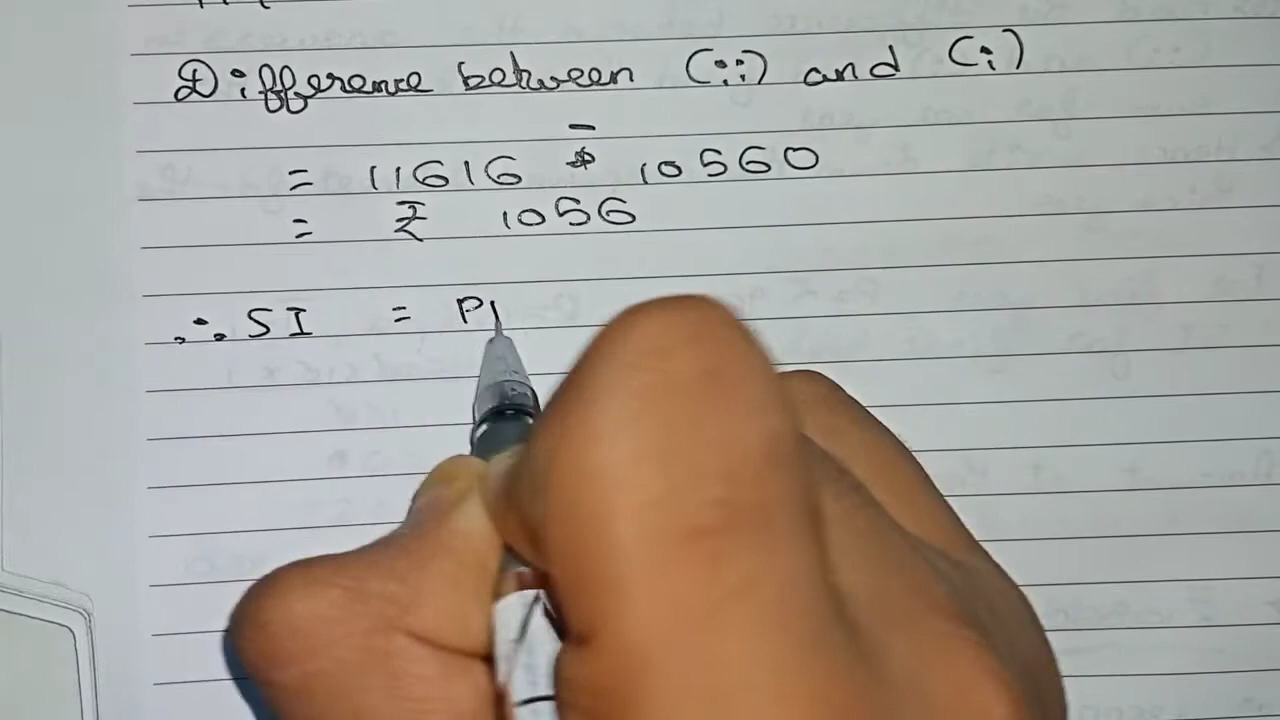 Difference between (ii) and (i)
= 11616 - 10560
= ₹ 1056
∴ SI = P